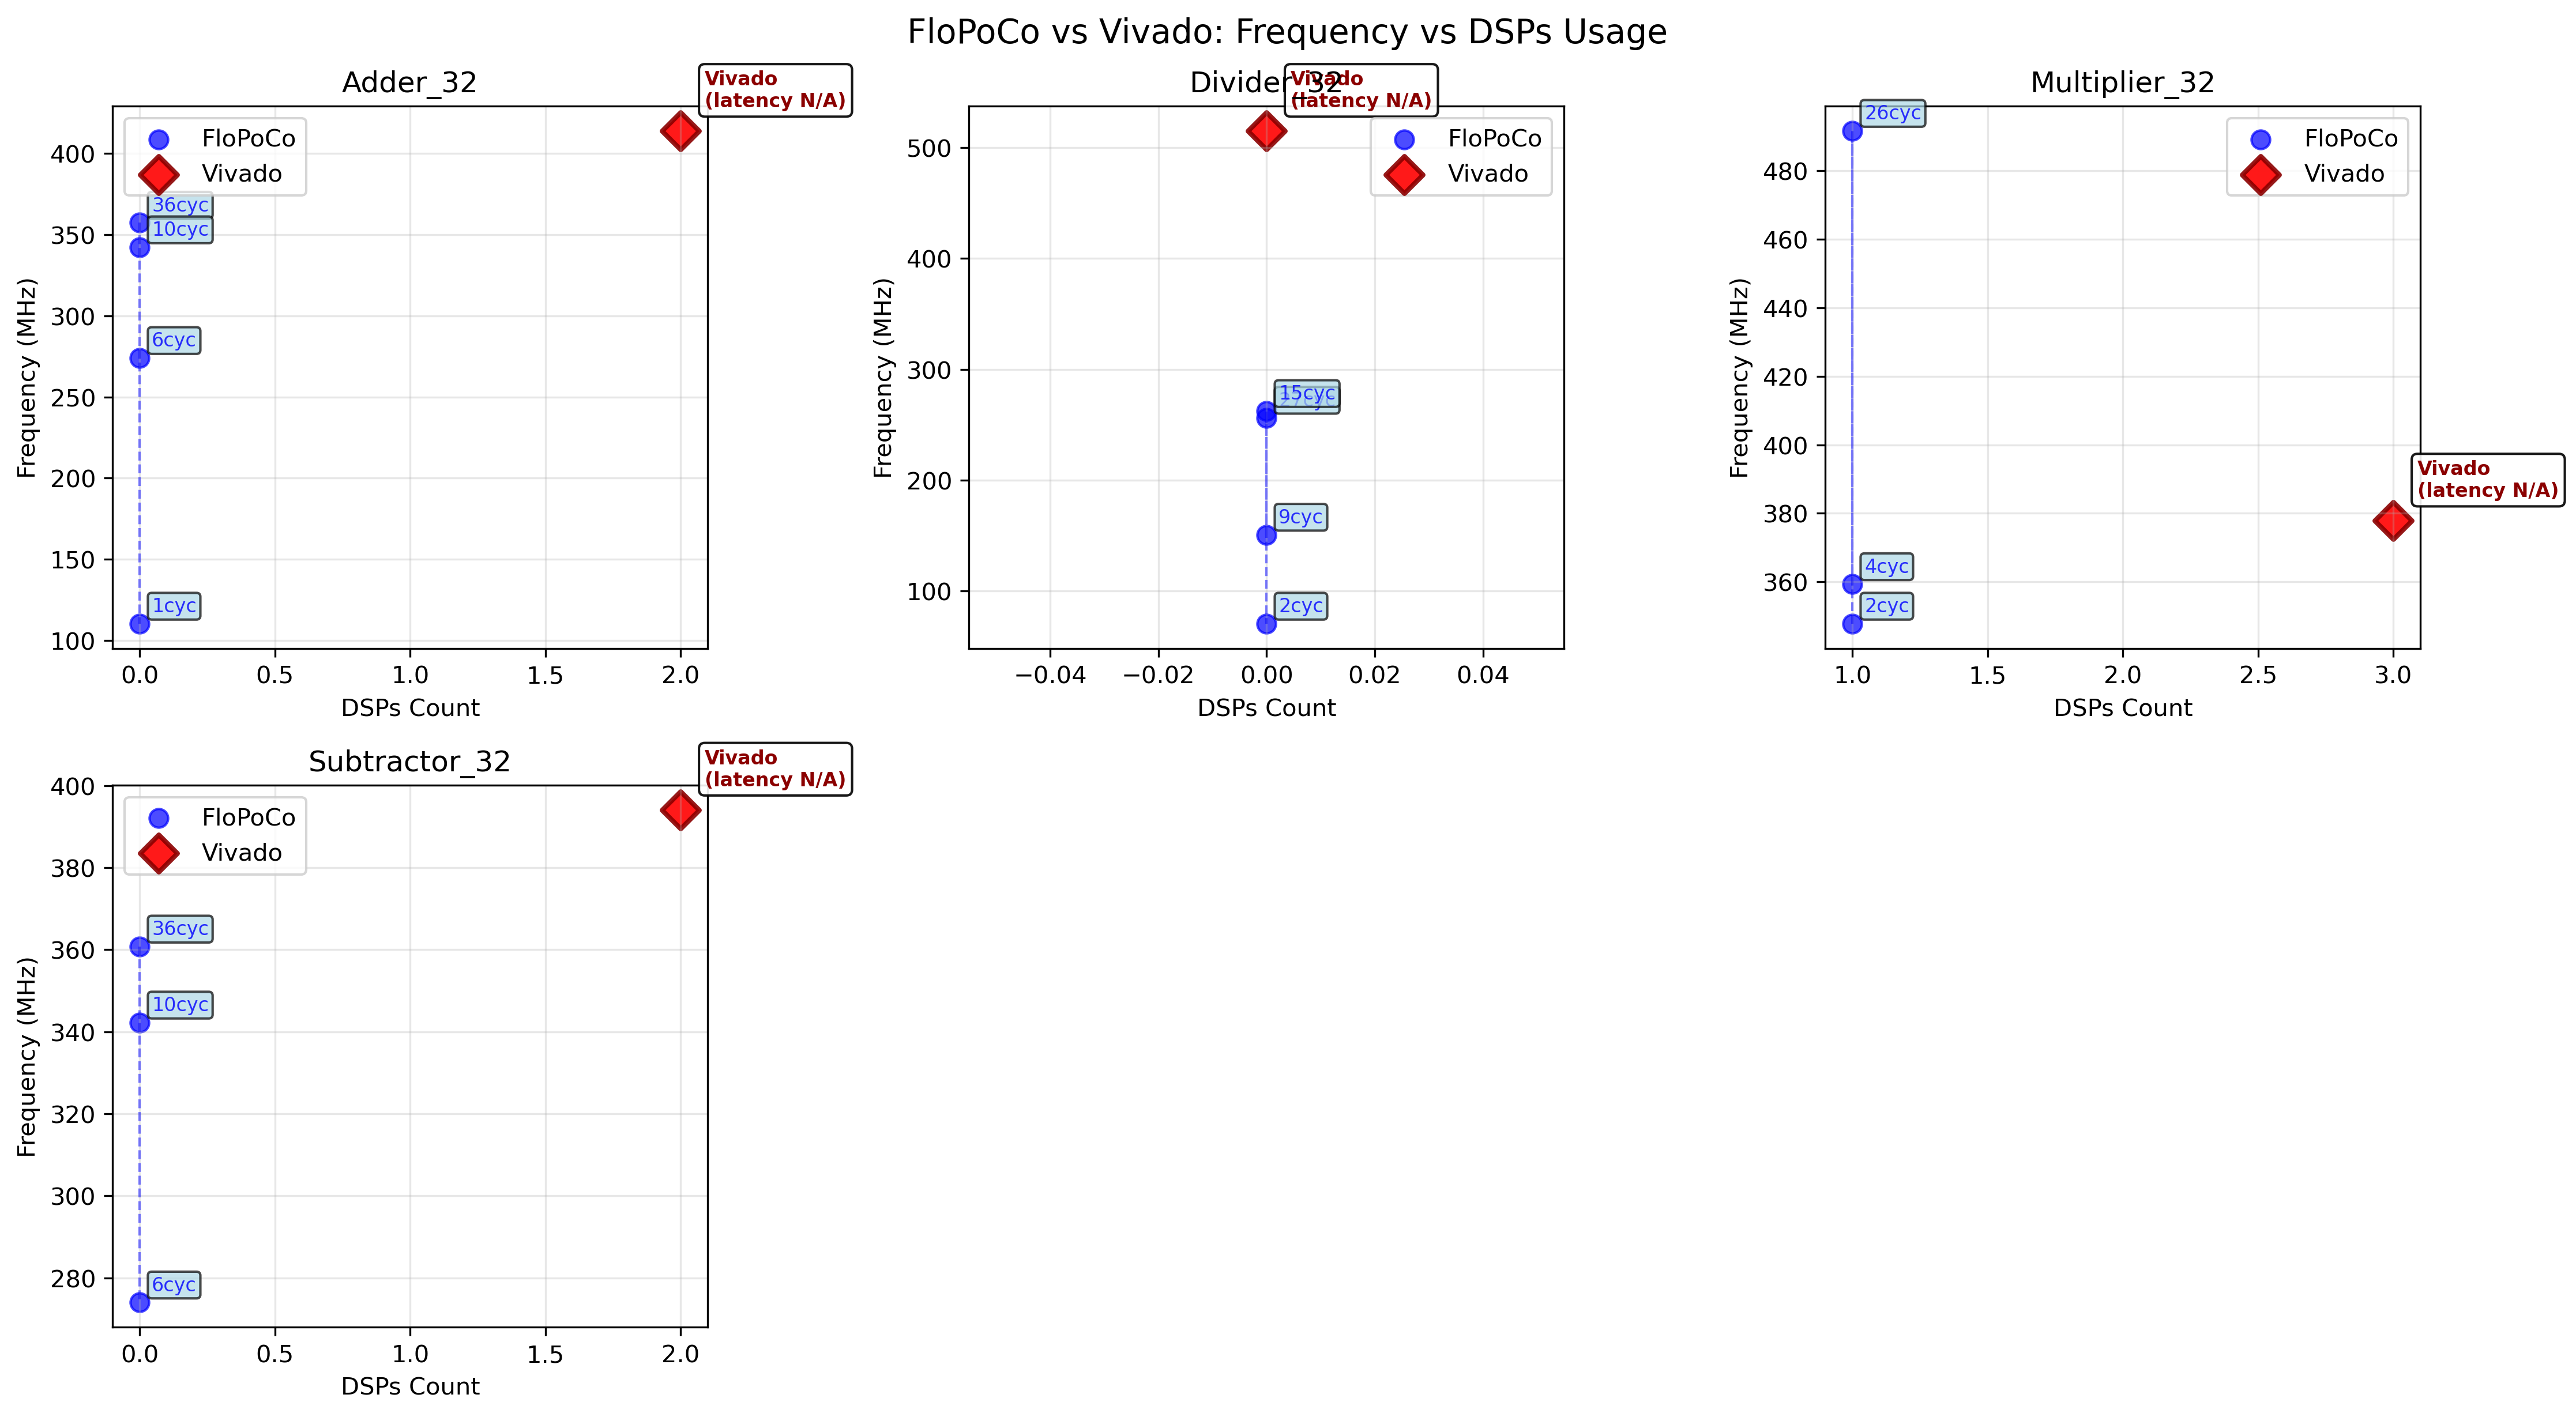 FloPoCo vs Vivado: Frequency vs DSPs Usage
Adder_32
Vivado
(latency N/A)
FloPoCo
Vivado
36cyc
10cyc
6cyc
1cyc
400
350
300
250
200
150
100
Frequency (MHz)
0.0
0.5
1.0
1.5
2.0
DSPs Count
Divider_32
Vivado
(latency N/A)
FloPoCo
Vivado
15cyc
9cyc
2cyc
500
400
300
200
100
Frequency (MHz)
−0.04
−0.02
0.00
0.02
0.04
DSPs Count
Multiplier_32
26cyc
FloPoCo
Vivado
Vivado
(latency N/A)
4cyc
2cyc
480
460
440
420
400
380
360
Frequency (MHz)
1.0
1.5
2.0
2.5
3.0
DSPs Count
Subtractor_32
Vivado
(latency N/A)
FloPoCo
Vivado
36cyc
10cyc
6cyc
400
380
360
340
320
300
280
Frequency (MHz)
0.0
0.5
1.0
1.5
2.0
DSPs Count